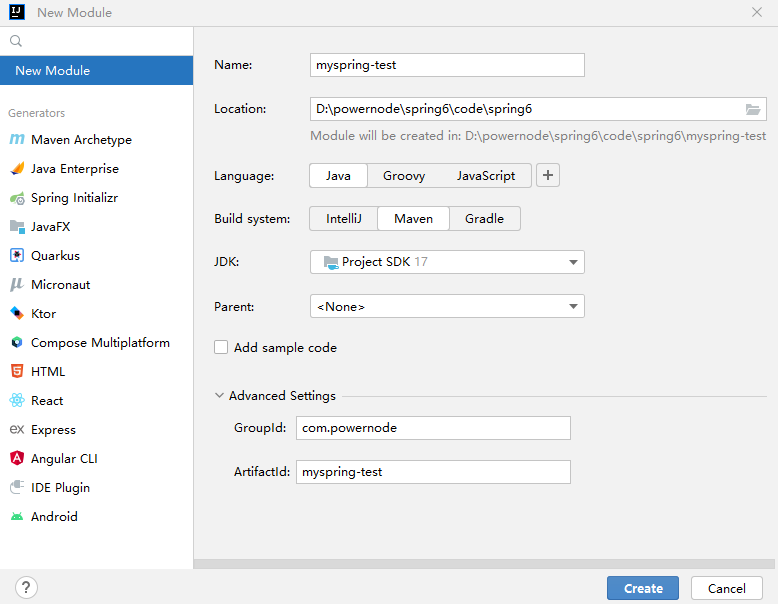 New Module
New Module
Generators
Maven Archetype
Java Enterprise
Spring Initializr
JavaFX
Quarkus
Micronaut
Ktor
Compose Multiplatform
HTML
React
ex Express
Angular CLI
IDE Plugin
Android
Name: myspring-test
Location: D:\powernode\spring6\code\spring6
Module will be created in: D:\powernode\spring6\code\spring6\myspring-test
Language: Java Groovy JavaScript +
Build system: IntelliJ Maven Gradle
JDK: Project SDK 17
Parent: <None>
Add sample code
Advanced Settings
GroupId: com.powernode
ArtifactId: myspring-test
? Create Cancel